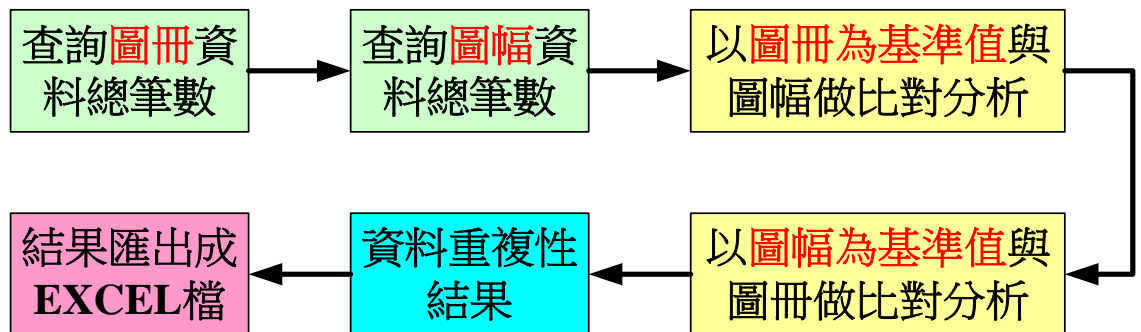 查詢圖冊資
料總筆數
查詢圖幅資
料總筆數
以圖冊為基準值與
圖幅做比對分析
以圖幅為基準值與
圖冊做比對分析
資料重複性
結果
結果匯出成
EXCEL檔